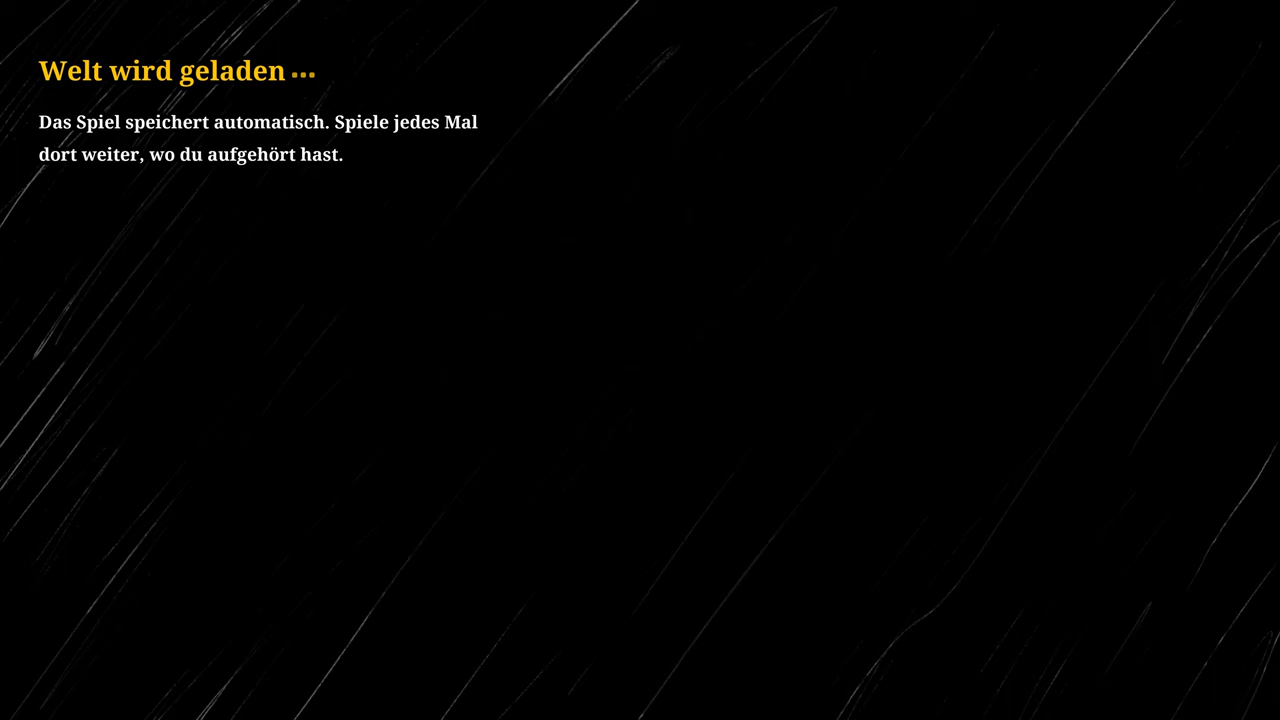 Welt wird geladen ...
Das Spiel speichert automatisch. Spiele jedes Mal
dort weiter, wo du aufgehört hast.